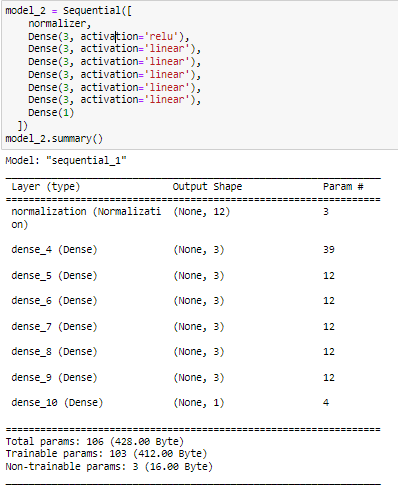 model_2 = Sequential([
normalizer,
Dense(3, activation='relu'),
Dense(3, activation='linear'),
Dense(3, activation='linear'),
Dense(3, activation='linear'),
Dense(3, activation='linear'),
Dense(3, activation='linear'),
Dense(1)
])
model_2.summary()
Model: "sequential_1"
Layer (type) Output Shape Param #
normalization (Normalizati (None, 12) 3
on)
dense_4 (Dense) (None, 3) 39
dense_5 (Dense) (None, 3) 12
dense_6 (Dense) (None, 3) 12
dense_7 (Dense) (None, 3) 12
dense_8 (Dense) (None, 3) 12
dense_9 (Dense) (None, 3) 12
dense_10 (Dense) (None, 1) 4
Total params: 106 (428.00 Byte)
Trainable params: 103 (412.00 Byte)
Non-trainable params: 3 (16.00 Byte)